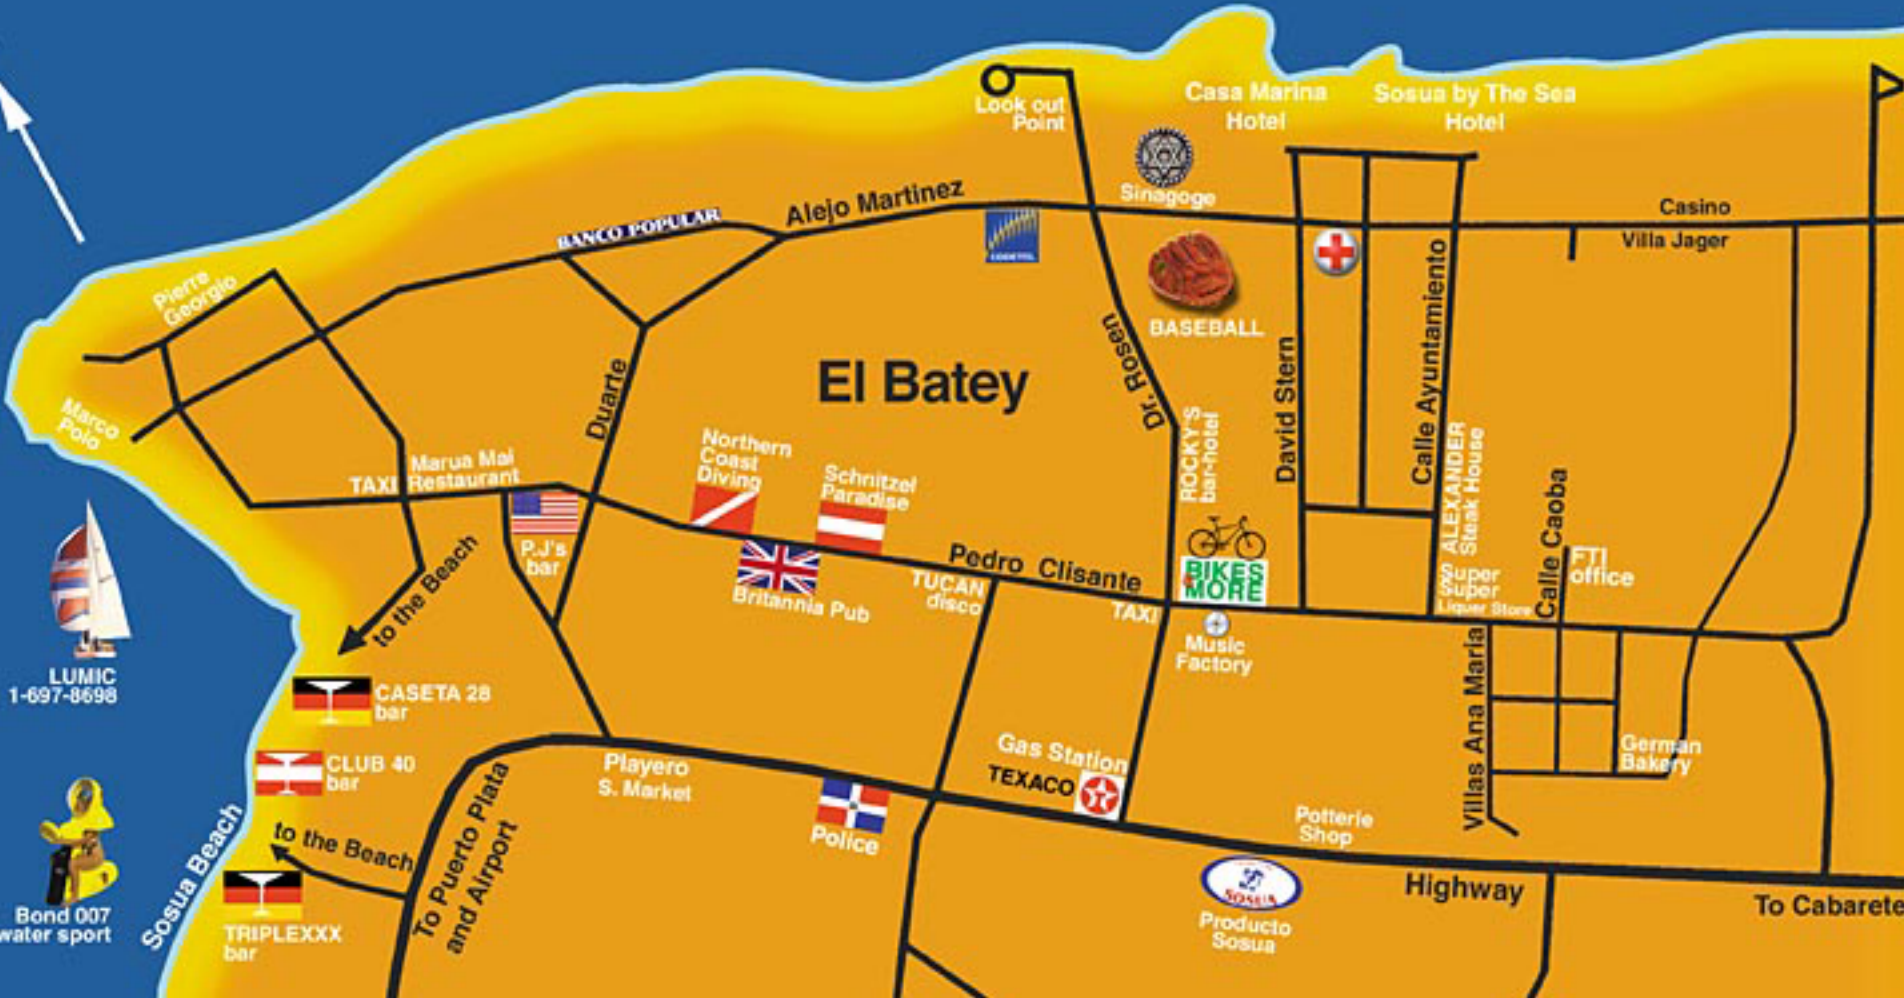 Look out
Point
Casa Marina
Hotel
Sosua by The Sea
Hotel
Sinagoge
Alejo Martinez
BANCO POPULAR
CODETEL
Casino
Villa Jager
Pierre
Georgio
BASEBALL
El Batey
Dr. Rosen
David Stern
Calle Ayuntamiento
Duarte
Marco
Polo
ROCKY'S
bar-hotel
ALEXANDER
Steak House
Northern
Coast
Diving
Schnitzel
Paradise
TAXI
Marua Mai
Restaurant
P.J's
bar
Britannia Pub
Pedro Clisante
TUCAN
disco
TAXI
BIKES
& MORE
Music
Factory
Super
Super
Liquer Store
Calle Caoba
FTI
office
to the Beach
LUMIC
1-697-8698
CASETA 28
bar
CLUB 40
bar
Villas Ana Maria
German
Bakery
Gas Station
TEXACO
Playero
S. Market
Police
Potterie
Shop
to the Beach
To Puerto Plata
and Airport
Sosua Beach
Bond 007
water sport
TRIPLEXXX
bar
SOSUA
Producto
Sosua
Highway
To Cabarete